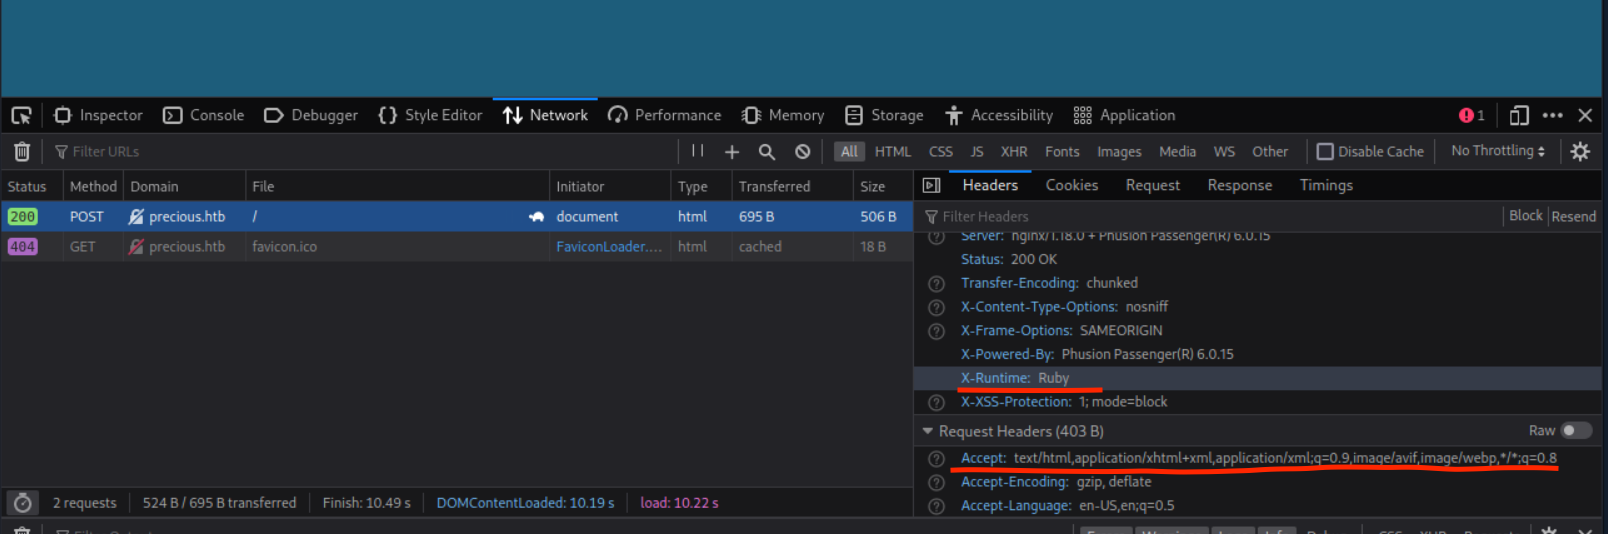 Inspector Console Debugger Style Editor Network Performance Memory Storage Accessibility Application 1
Filter URLs All HTML CSS JS XHR Fonts Images Media WS Other Disable Cache No Throttling
Status Method Domain File Initiator Type Transferred Size
200 POST precious.htb / document html 695 B 506 B
404 GET precious.htb favicon.ico FaviconLoader.... html cached 18 B
2 requests 524 B / 695 B transferred Finish: 10.49 s DOMContentLoaded: 10.19 s load: 10.22 s
Headers Cookies Request Response Timings
Filter Headers Block Resend
Server: nginx/1.18.0 + Phusion Passenger(R) 6.0.15
Status: 200 OK
Transfer-Encoding: chunked
X-Content-Type-Options: nosniff
X-Frame-Options: SAMEORIGIN
X-Powered-By: Phusion Passenger(R) 6.0.15
X-Runtime: Ruby
X-XSS-Protection: 1; mode=block
Request Headers (403 B) Raw
Accept: text/html,application/xhtml+xml,application/xml;q=0.9,image/avif,image/webp,*/*;q=0.8
Accept-Encoding: gzip, deflate
Accept-Language: en-US,en;q=0.5